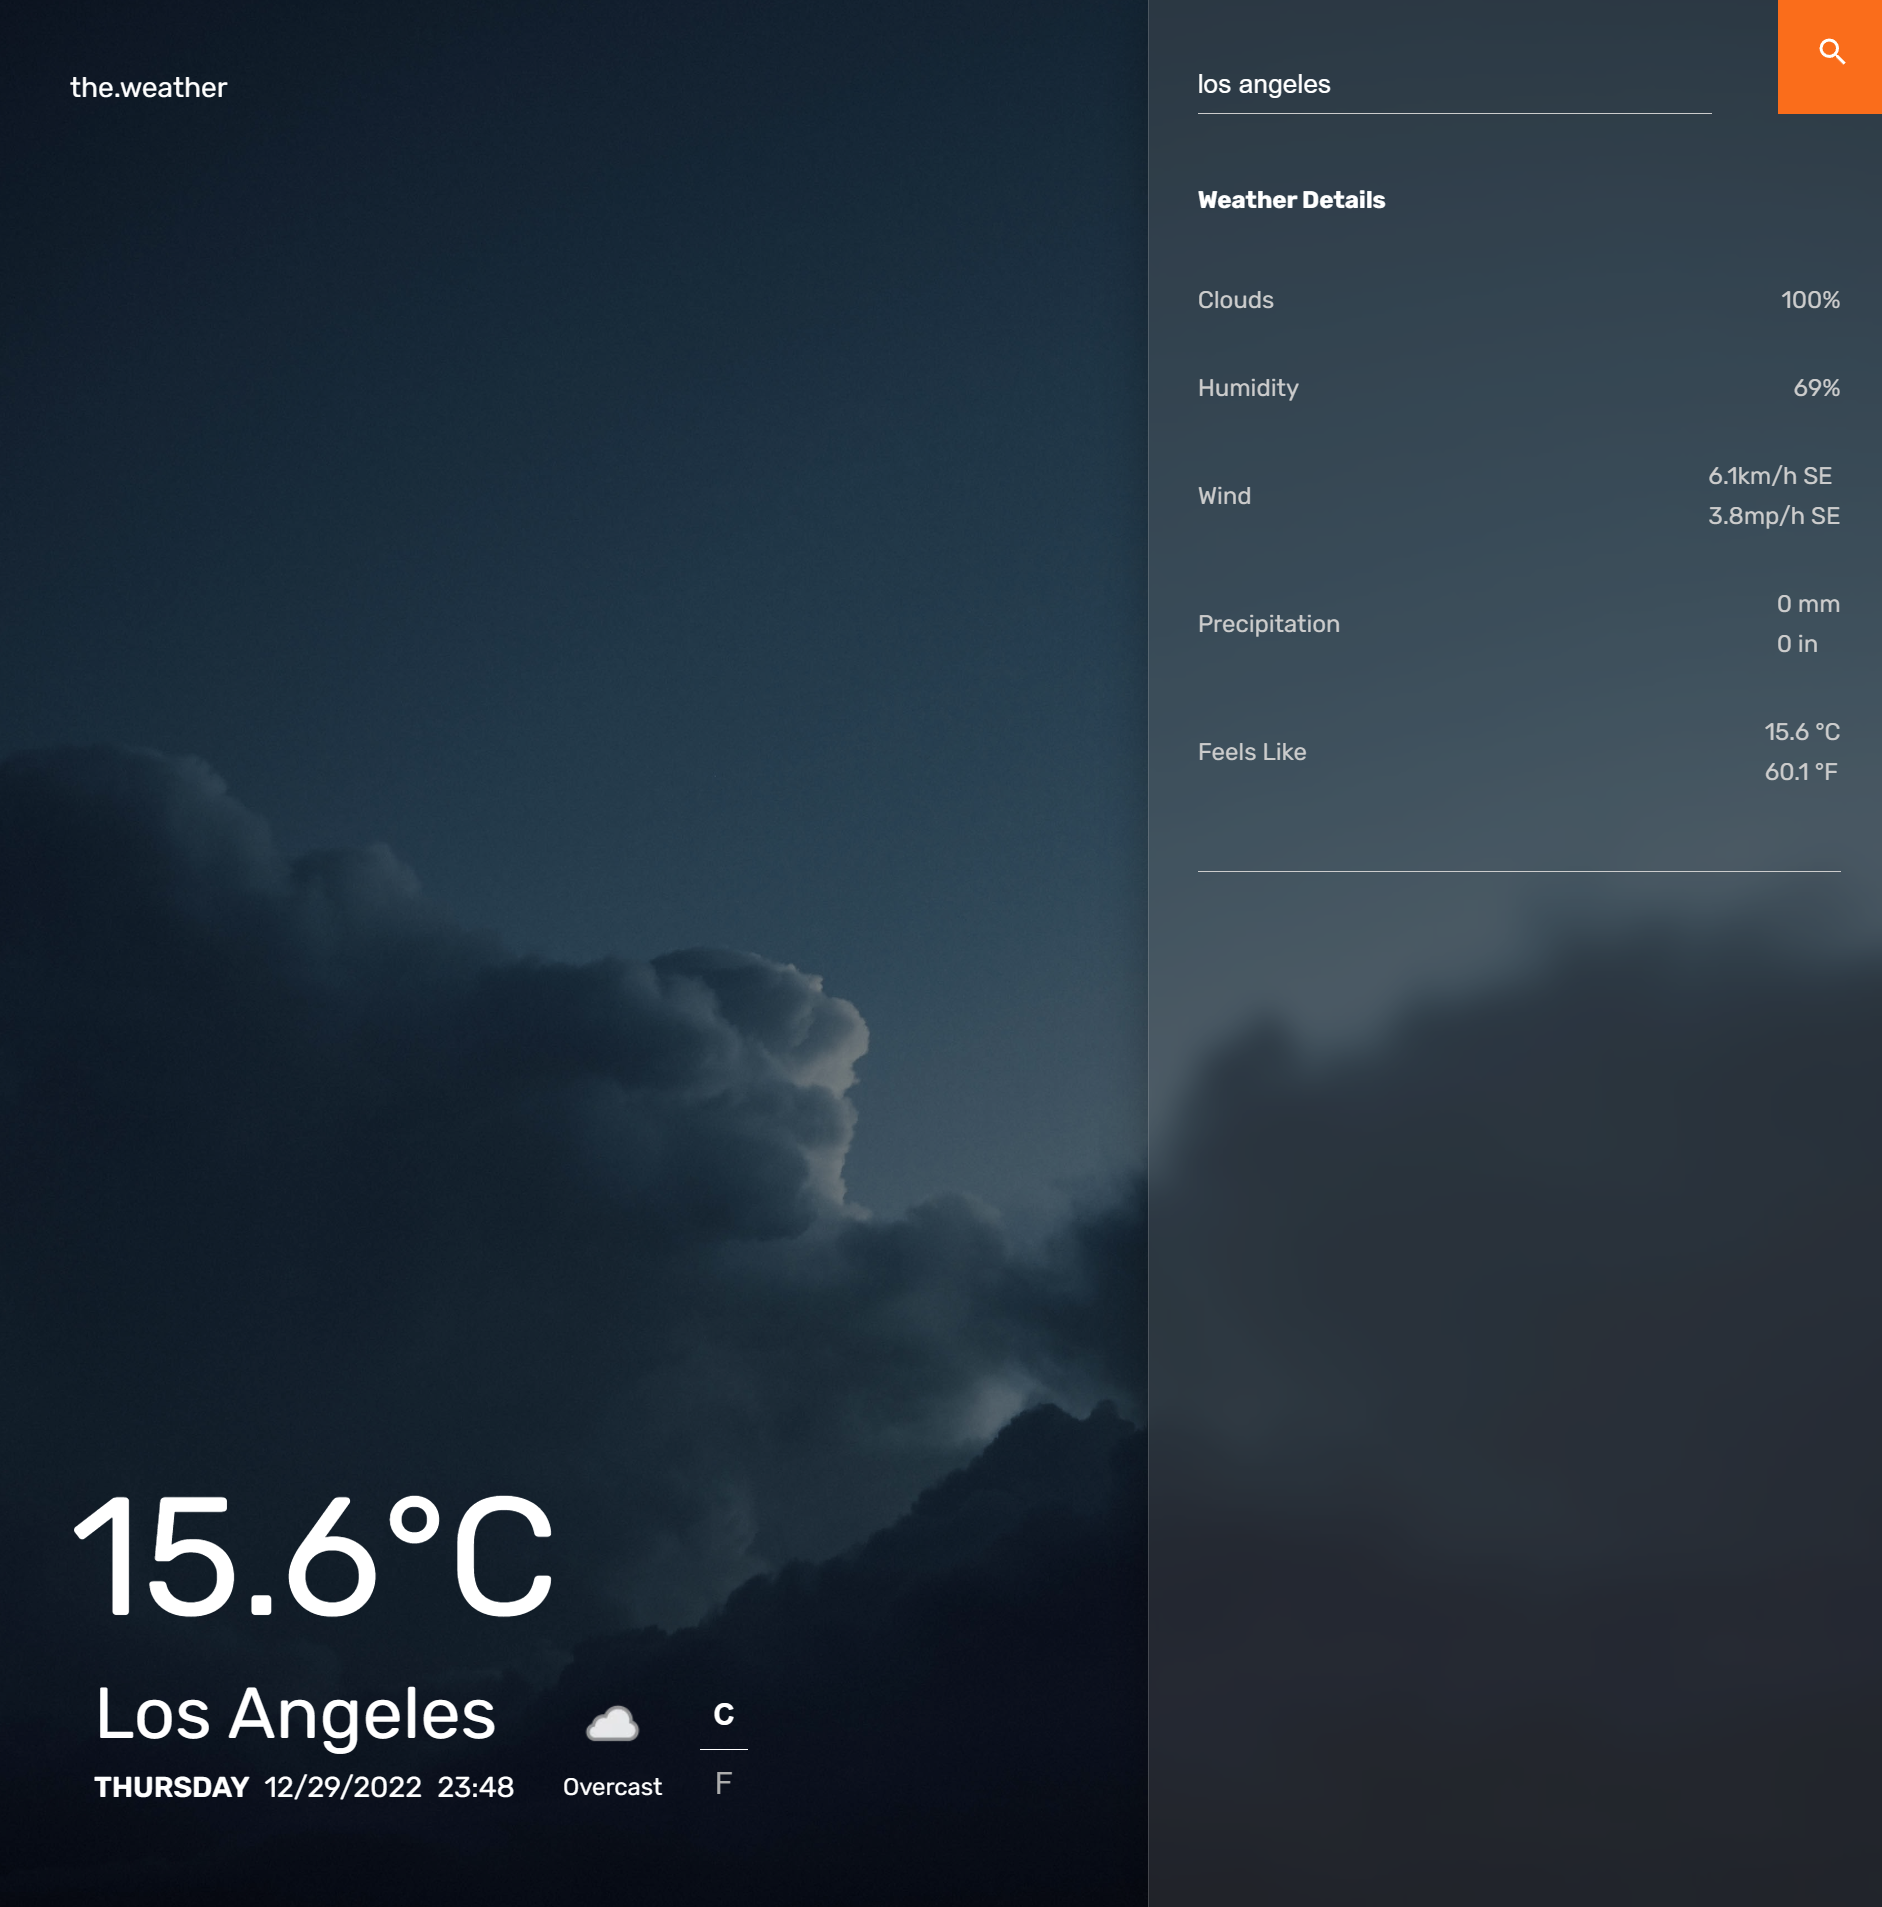 the.weather
los angeles
Weather Details
Clouds 100%
Humidity 69%
Wind
6.1km/h SE
3.8mp/h SE
Precipitation
0 mm
0 in
Feels Like
15.6 °C
60.1 °F
15.6°C
Los Angeles
THURSDAY 12/29/2022 23:48
Overcast
C
F